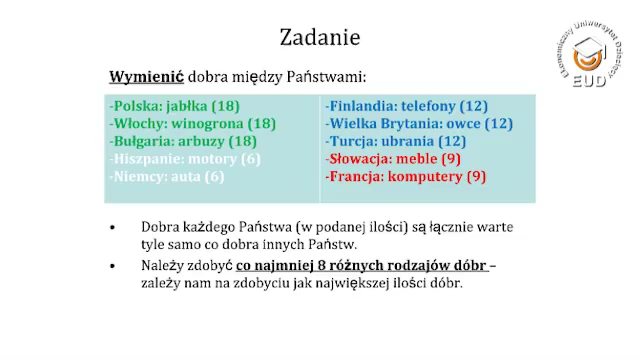 Zadanie
Wymienić dobra między Państwami:
-Polska: jabłka (18)
-Włochy: winogrona (18)
-Bułgaria: arbuzy (18)
-Hiszpanie: motory (6)
-Niemcy: auta (6)
-Finlandia: telefony (12)
-Wielka Brytania: owce (12)
-Turcja: ubrania (12)
-Słowacja: meble (9)
-Francja: komputery (9)
• Dobra każdego Państwa (w podanej ilości) są łącznie warte
tyle samo co dobra innych Państw.
• Należy zdobyć co najmniej 8 różnych rodzajów dóbr –
zależy nam na zdobyciu jak największej ilości dóbr.
Ekonomiczny Uniwersytet Dziecięcy
EUD